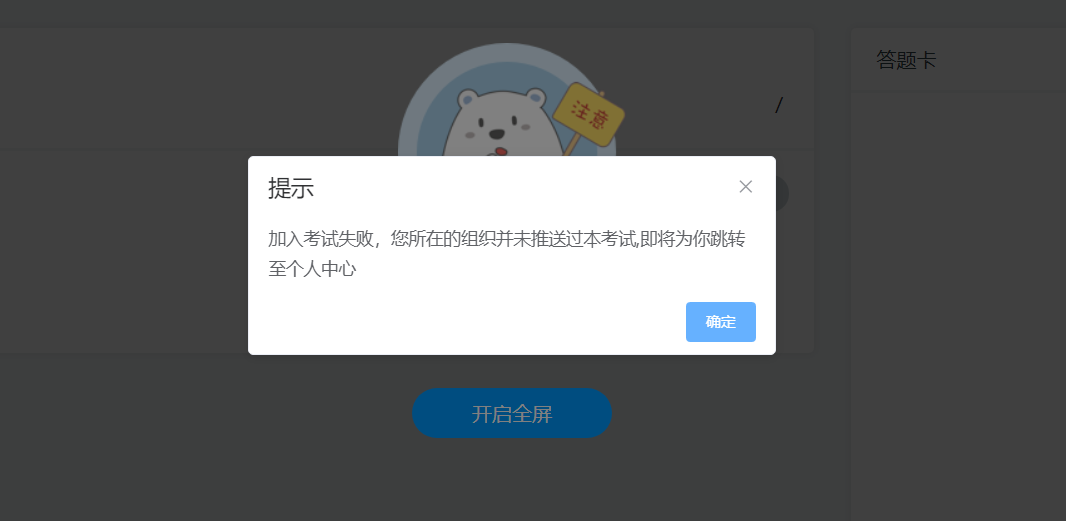 答题卡
注意
/
提示
加入考试失败，您所在的组织并未推送过本考试,即将为你跳转
至个人中心
确定
开启全屏